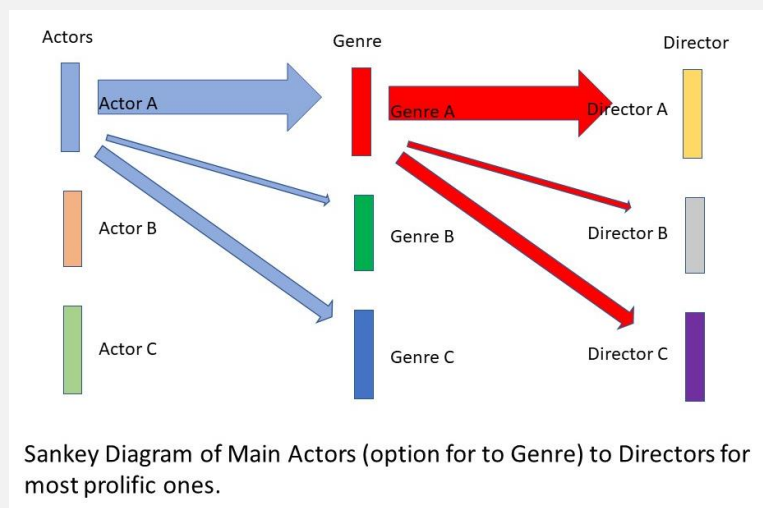 Actors
Genre
Director
Actor A
Genre A
Director A
Actor B
Genre B
Director B
Actor C
Genre C
Director C
Sankey Diagram of Main Actors (option for to Genre) to Directors for
most prolific ones.